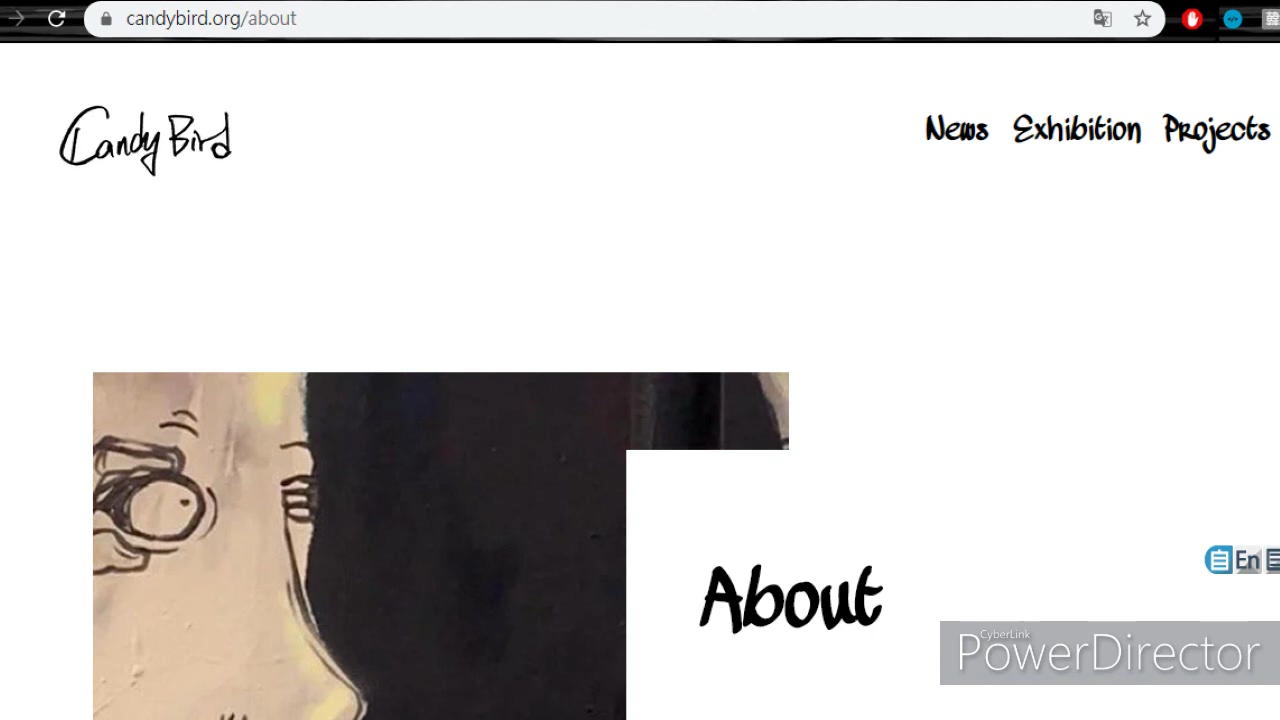 candybird.org/about
Candy Bird
News Exhibition Projects
About
En
CyberLink
PowerDirector